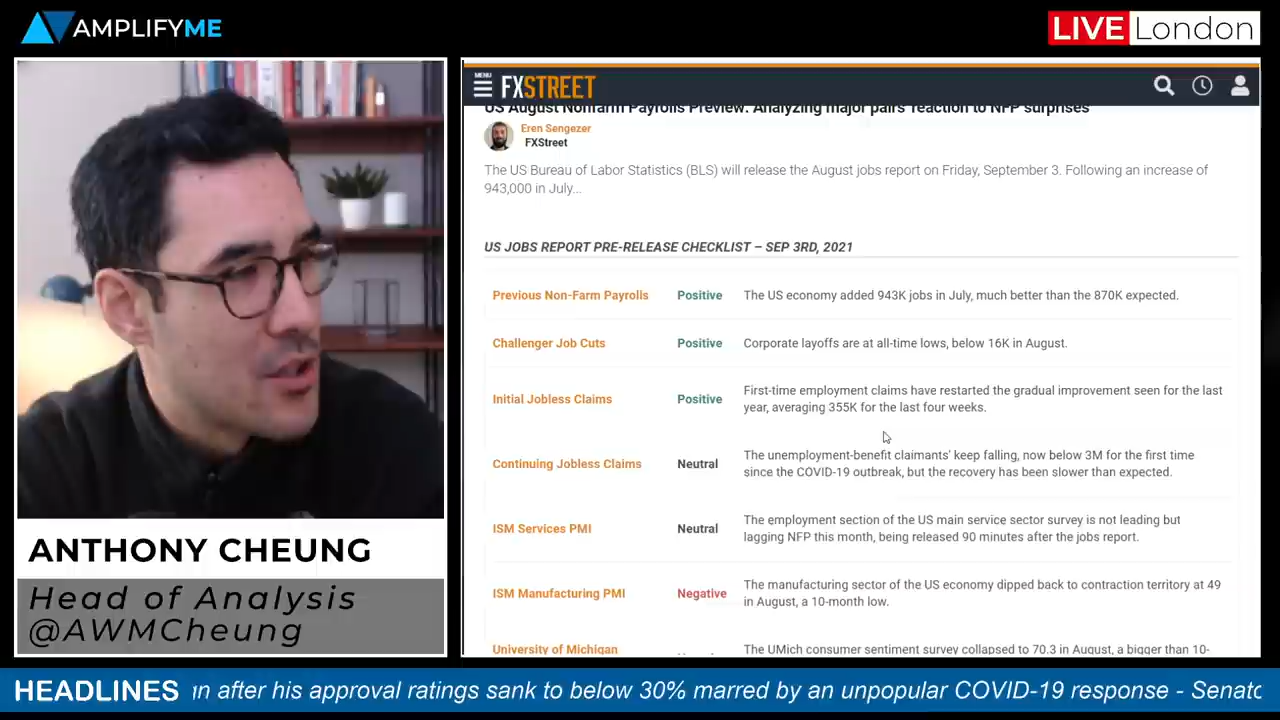 AMPLIFYME
LIVE London
MENU
FXSTREET
US August Nonfarm Payrolls Preview: Analyzing major pairs' reaction to NFP surprises
Eren Sengezer
FXStreet
The US Bureau of Labor Statistics (BLS) will release the August jobs report on Friday, September 3. Following an increase of
943,000 in July...
US JOBS REPORT PRE-RELEASE CHECKLIST – SEP 3RD, 2021
Previous Non-Farm Payrolls Positive The US economy added 943K jobs in July, much better than the 870K expected.
Challenger Job Cuts Positive Corporate layoffs are at all-time lows, below 16K in August.
Initial Jobless Claims Positive First-time employment claims have restarted the gradual improvement seen for the last
year, averaging 355K for the last four weeks.
Continuing Jobless Claims Neutral The unemployment-benefit claimants' keep falling, now below 3M for the first time
since the COVID-19 outbreak, but the recovery has been slower than expected.
ISM Services PMI Neutral The employment section of the US main service sector survey is not leading but
lagging NFP this month, being released 90 minutes after the jobs report.
ISM Manufacturing PMI Negative The manufacturing sector of the US economy dipped back to contraction territory at 49
in August, a 10-month low.
University of Michigan The UMich consumer sentiment survey collapsed to 70.3 in August, a bigger than 10-
ANTHONY CHEUNG
Head of Analysis
@AWMCheung
HEADLINES after his approval ratings sank to below 30% marred by an unpopular COVID-19 response - Senato